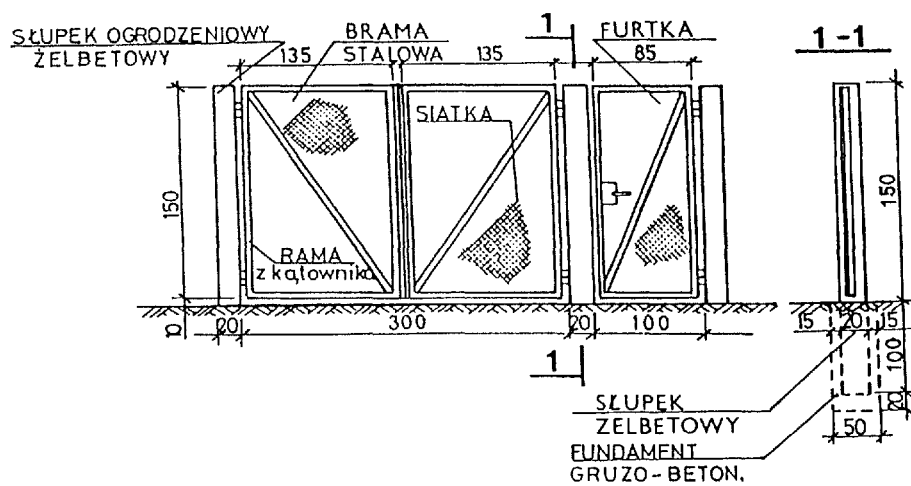 SŁUPEK OGRODZENIOWY
ŻELBETOWY
BRAMA
STALOWA
135
135
1
FURTKA
85
1-1
SIATKA
150
150
RAMA
z kątownika
10
20
300
20
100
1
15
20
15
100
20
50
SŁUPEK
ŻELBETOWY
FUNDAMENT
GRUZO-BETON.